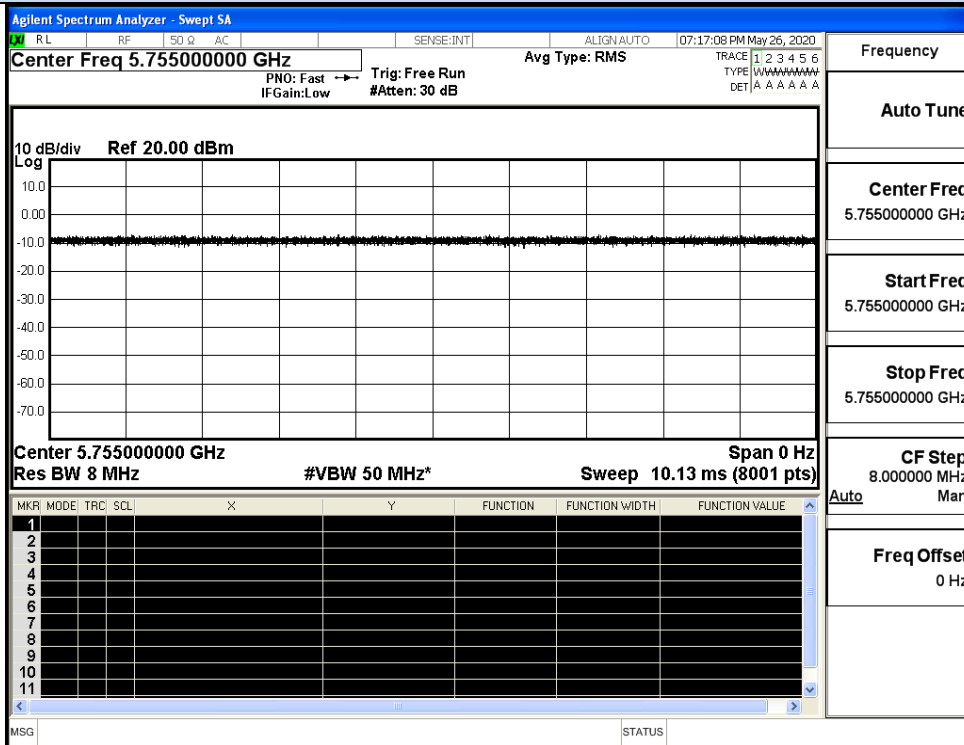 Agilent Spectrum Analyzer - Swept SA
LXI RL RF 50 Ω AC SENSE:INT ALIGN AUTO 07:17:08 PM May 26, 2020
Center Freq 5.755000000 GHz
PNO: Fast
IFGain:Low
Trig: Free Run
#Atten: 30 dB
Avg Type: RMS
TRACE 1 2 3 4 5 6
TYPE WWWWWW
DET A A A A A A
10 dB/div Ref 20.00 dBm
Log
10.0
0.00
-10.0
-20.0
-30.0
-40.0
-50.0
-60.0
-70.0
Center 5.755000000 GHz Span 0 Hz
Res BW 8 MHz #VBW 50 MHz* Sweep 10.13 ms (8001 pts)
MKR MODE TRC SCL X Y FUNCTION FUNCTION WIDTH FUNCTION VALUE
1
2
3
4
5
6
7
8
9
10
11
MSG STATUS
Frequency
Auto Tune
Center Freq
5.755000000 GHz
Start Freq
5.755000000 GHz
Stop Freq
5.755000000 GHz
CF Step
8.000000 MHz
Auto Man
Freq Offset
0 Hz